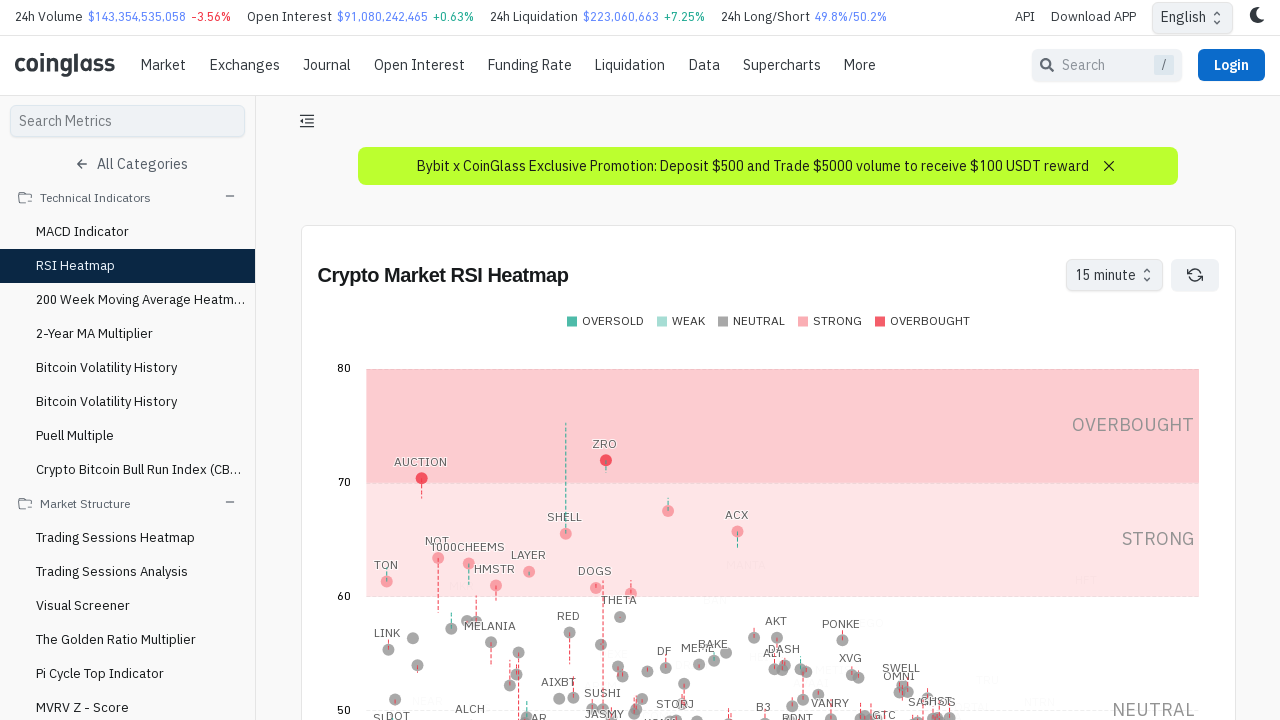 24h Volume $143,354,535,058 -3.56% Open Interest $91,080,242,465 +0.63% 24h Liquidation $223,060,663 +7.25% 24h Long/Short 49.8%/50.2% API Download APP English
coinglass Market Exchanges Journal Open Interest Funding Rate Liquidation Data Supercharts More Search / Login
Search Metrics
All Categories
Technical Indicators
MACD Indicator
RSI Heatmap
200 Week Moving Average Heatm...
2-Year MA Multiplier
Bitcoin Volatility History
Bitcoin Volatility History
Puell Multiple
Crypto Bitcoin Bull Run Index (CB...
Market Structure
Trading Sessions Heatmap
Trading Sessions Analysis
Visual Screener
The Golden Ratio Multiplier
Pi Cycle Top Indicator
MVRV Z - Score
Bybit x CoinGlass Exclusive Promotion: Deposit $500 and Trade $5000 volume to receive $100 USDT reward
Crypto Market RSI Heatmap 15 minute
OVERSOLD WEAK NEUTRAL STRONG OVERBOUGHT
80
OVERBOUGHT
ZRO
AUCTION
70
SHELL
ACX
STRONG
NOT
1000CHEEMS
LAYER
TON
HMSTR
DOGS
60
THETA
RED
AKT
PONKE
LINK
MELANIA
DF
MEME
BAKE
DASH
XVG
SWELL
OMNI
AIXBT
SUSHI
STORJ
B3
VANRY
GHST
50
ALCH
JASMY
GTC
DOT
NEUTRAL